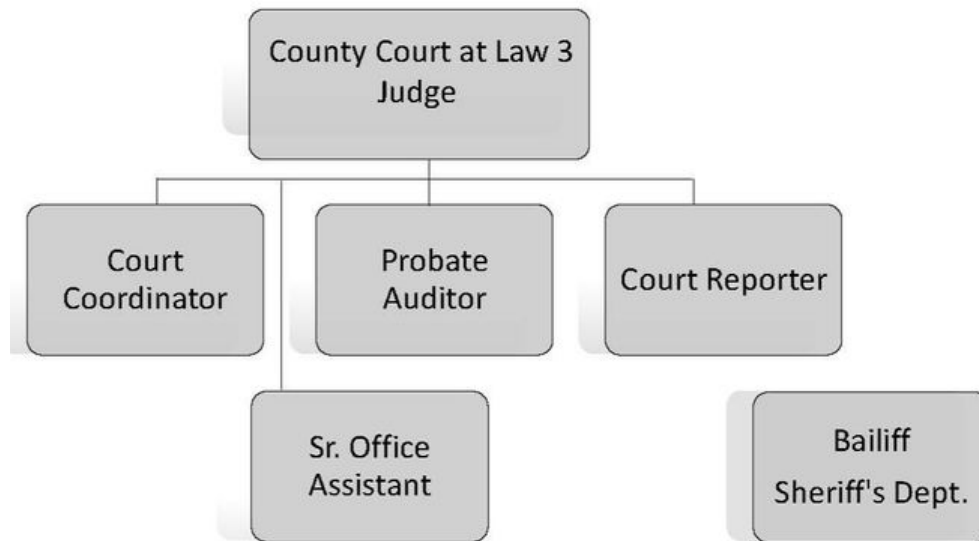 County Court at Law 3
Judge
Court
Coordinator
Probate
Auditor
Court Reporter
Sr. Office
Assistant
Bailiff
Sheriff's Dept.